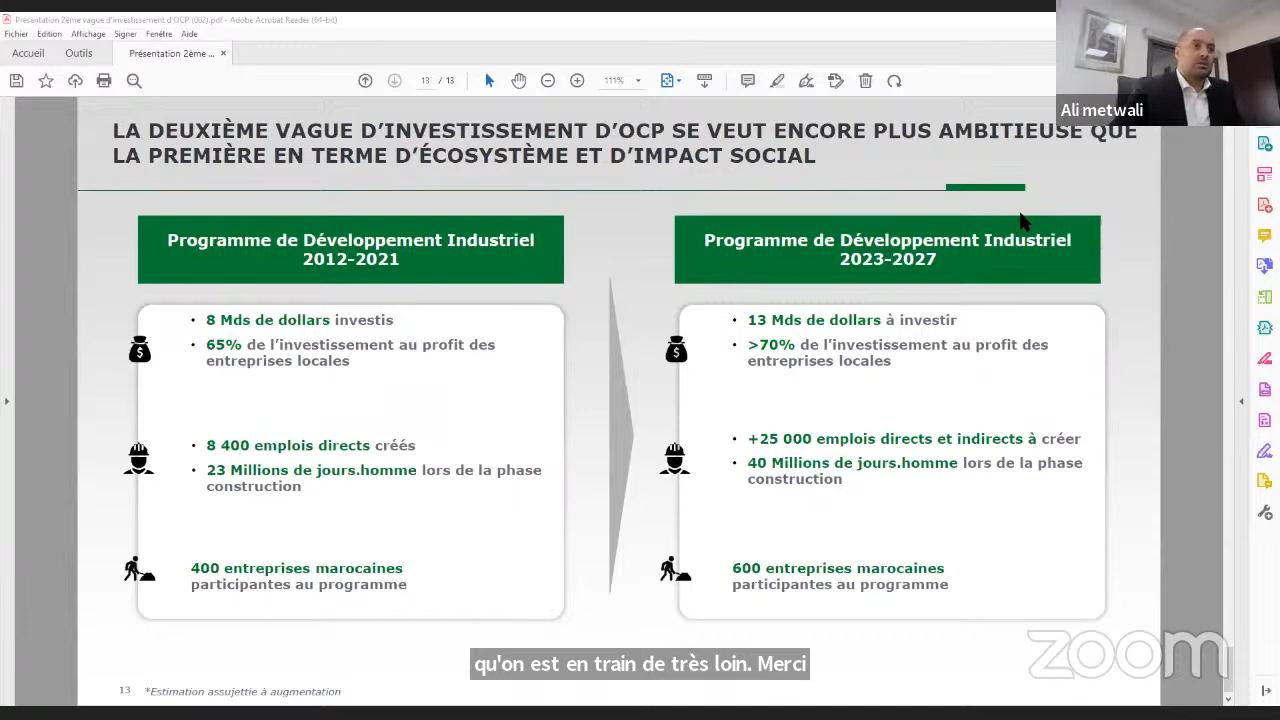 Présentation 2ème vague d'investissement d'OCP (002).pdf - Adobe Acrobat Reader (64-bit)
Fichier Edition Affichage Signer Fenêtre Aide
Accueil Outils Présentation 2ème ... ×
13 / 13 111%
Ali metwali
LA DEUXIÈME VAGUE D'INVESTISSEMENT D'OCP SE VEUT ENCORE PLUS AMBITIEUSE QUE
LA PREMIÈRE EN TERME D'ÉCOSYSTÈME ET D'IMPACT SOCIAL
Programme de Développement Industriel
2012-2021
• 8 Mds de dollars investis
• 65% de l'investissement au profit des
entreprises locales
• 8 400 emplois directs créés
• 23 Millions de jours.homme lors de la phase
construction
400 entreprises marocaines
participantes au programme
Programme de Développement Industriel
2023-2027
• 13 Mds de dollars à investir
• >70% de l'investissement au profit des
entreprises locales
• +25 000 emplois directs et indirects à créer
• 40 Millions de jours.homme lors de la phase
construction
600 entreprises marocaines
participantes au programme
qu'on est en train de très loin. Merci
zoom
13 *Estimation assujettie à augmentation